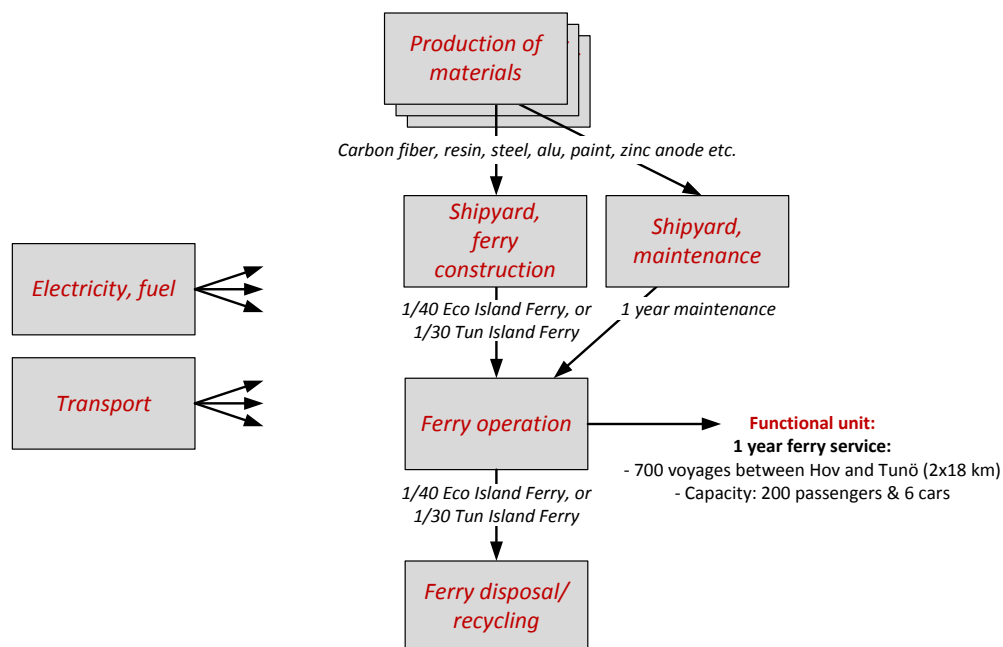 Production of
materials
Carbon fiber, resin, steel, alu, paint, zinc anode etc.
Shipyard,
ferry
construction
Shipyard,
maintenance
Electricity, fuel
1/40 Eco Island Ferry, or
1/30 Tun Island Ferry
1 year maintenance
Transport
Ferry operation
Functional unit:
1 year ferry service:
- 700 voyages between Hov and Tunö (2x18 km)
- Capacity: 200 passengers & 6 cars
1/40 Eco Island Ferry, or
1/30 Tun Island Ferry
Ferry disposal/
recycling